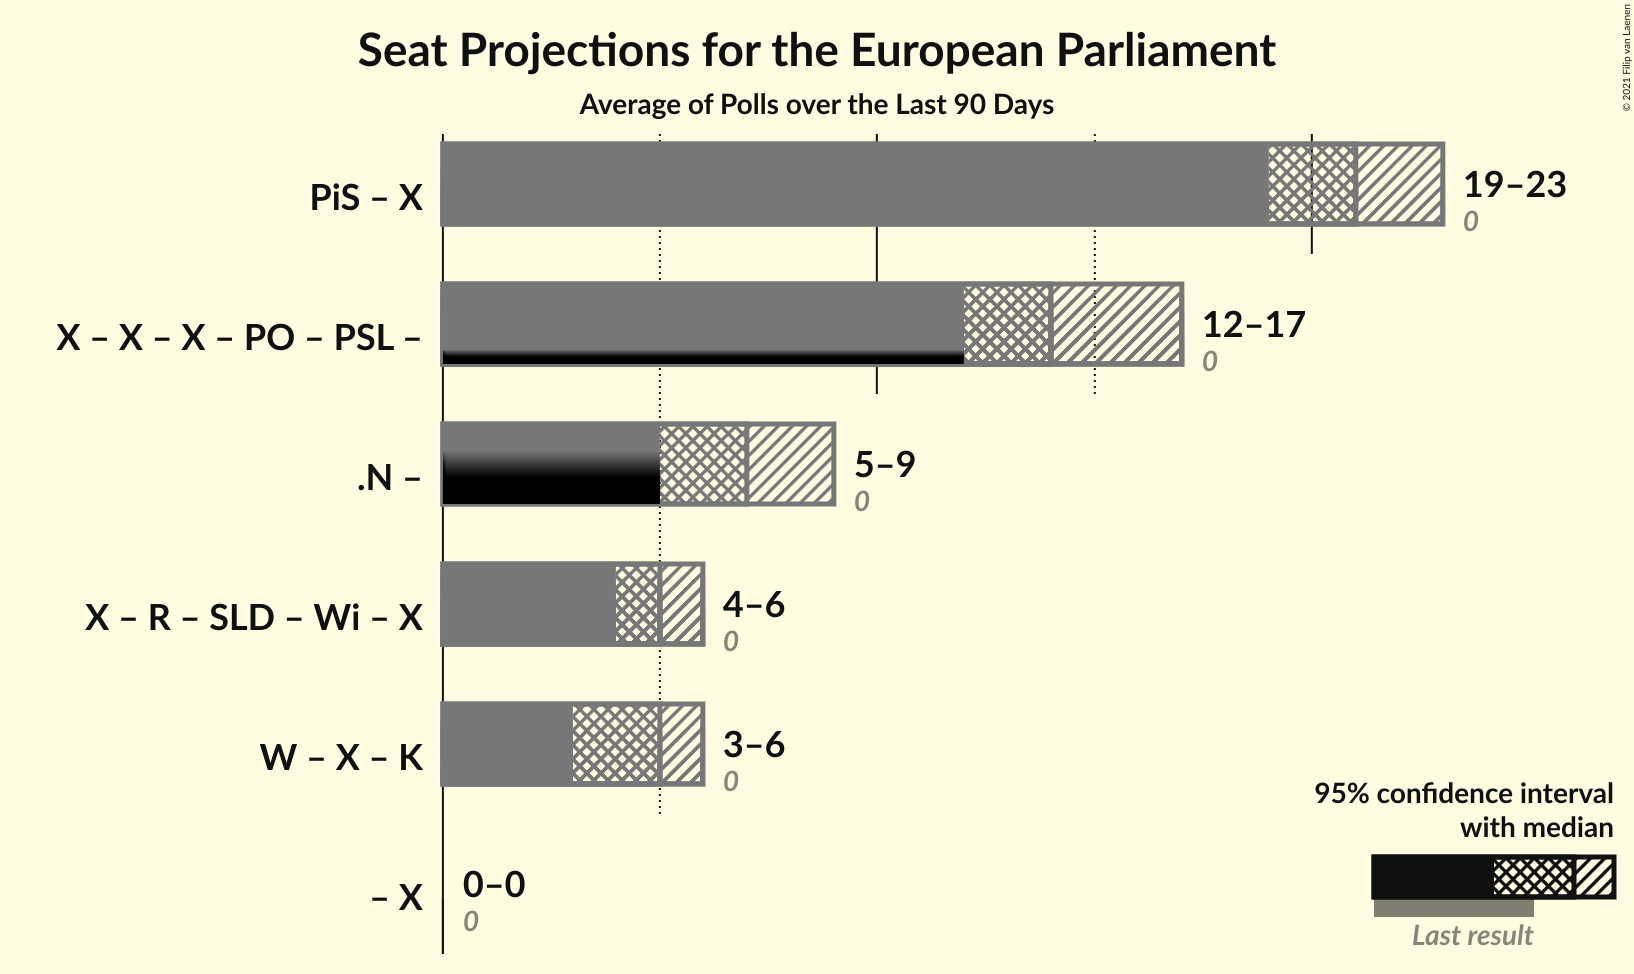 Seat Projections for the European Parliament
Average of Polls over the Last 90 Days
© 2021 Filip van Laenen
PiS – X
19–23
0
X – X – X – PO – PSL –
12–17
0
.N –
5–9
0
X – R – SLD – Wi – X
4–6
0
W – X – K
3–6
0
– X
0–0
0
95% confidence interval
with median
Last result